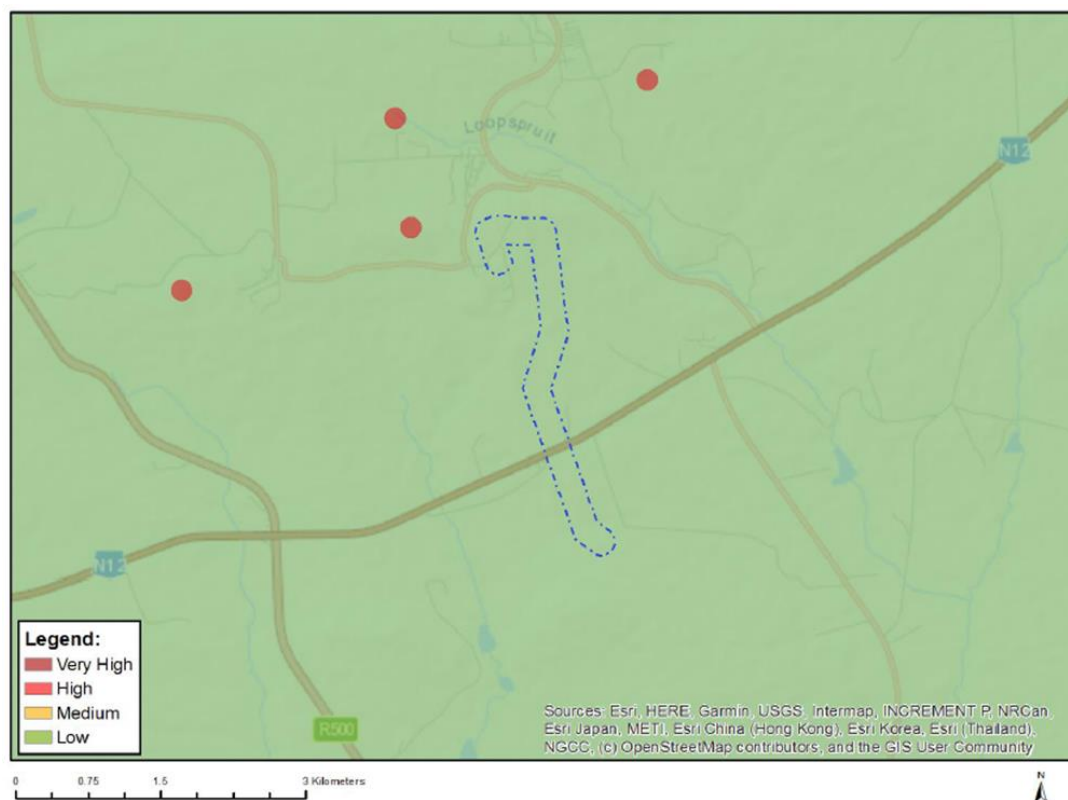 Loopspruit
N12
N12
R500
Legend:
Very High
High
Medium
Low
Sources: Esri, HERE, Garmin, USGS, Intermap, INCREMENT P, NRCan,
Esri Japan, METI, Esri China (Hong Kong), Esri Korea, Esri (Thailand),
NGCC, (c) OpenStreetMap contributors, and the GIS User Community
0 0.75 1.5 3 Kilometers
N